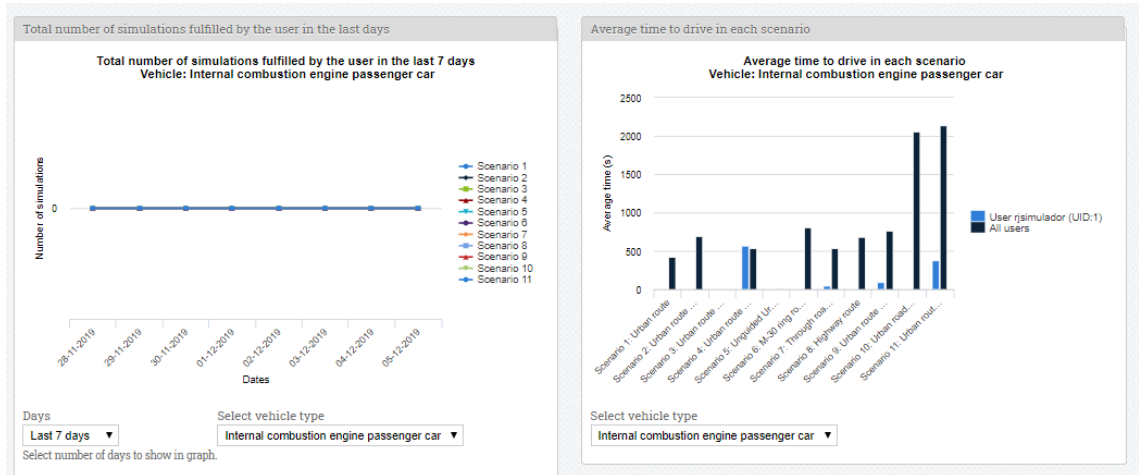 Total number of simulations fulfilled by the user in the last days
Total number of simulations fulfilled by the user in the last 7 days
Vehicle: Internal combustion engine passenger car
Number of simulations
0
Scenario 1
Scenario 2
Scenario 3
Scenario 4
Scenario 5
Scenario 6
Scenario 7
Scenario 8
Scenario 9
Scenario 10
Scenario 11
28-11-2019
29-11-2019
30-11-2019
01-12-2019
02-12-2019
03-12-2019
04-12-2019
05-12-2019
Dates
Days
Last 7 days
Select number of days to show in graph.
Select vehicle type
Internal combustion engine passenger car
Average time to drive in each scenario
Average time to drive in each scenario
Vehicle: Internal combustion engine passenger car
Average time (s)
2500
2000
1500
1000
500
0
Scenario 1: Urban route
Scenario 2: Urban route ...
Scenario 3: Urban route ...
Scenario 4: Urban route ...
Scenario 5: Unguided Ur...
Scenario 6: M-30 ring ro...
Scenario 7: Through roa...
Scenario 8: Highway route
Scenario 9: Urban route ...
Scenario 10: Urban road...
Scenario 11: Urban rout...
User rjsimulador (UID:1)
All users
Select vehicle type
Internal combustion engine passenger car